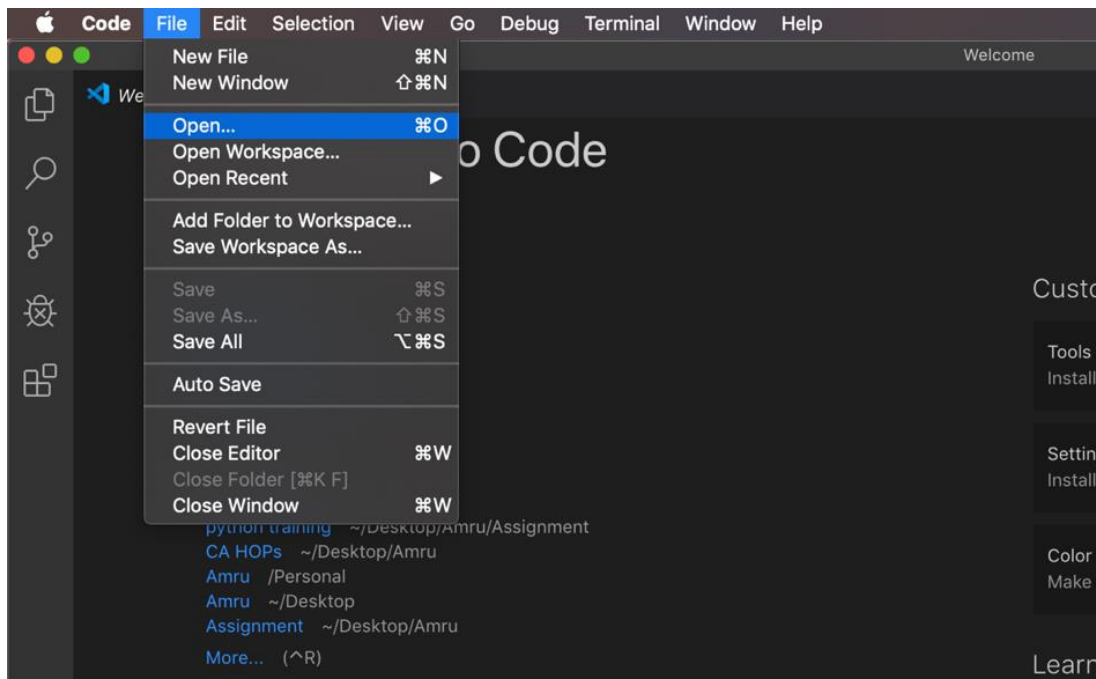 Code File Edit Selection View Go Debug Terminal Window Help
Welcome
New File ⌘N
New Window ⇧⌘N
We
Open... ⌘O
o Code
Open Workspace...
Open Recent ▶
Add Folder to Workspace...
Save Workspace As...
Save ⌘S
Save As... ⇧⌘S
Save All ⌥⌘S
Auto Save
Revert File
Close Editor ⌘W
Close Folder [⌘K F]
Close Window ⌘W
python training ~/Desktop/Amru/Assignment
CA HOPs ~/Desktop/Amru
Amru /Personal
Amru ~/Desktop
Assignment ~/Desktop/Amru
More... (^R)
Custo
Tools
Install
Settin
Install
Color
Make
Learn